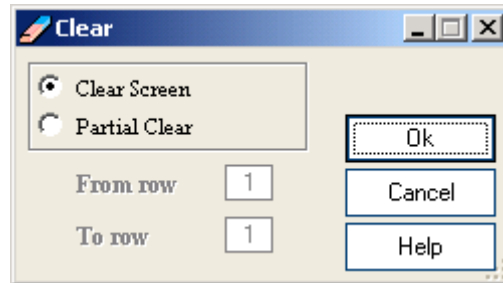 Clear
Clear Screen
Partial Clear
From row 1
To row 1
Ok
Cancel
Help